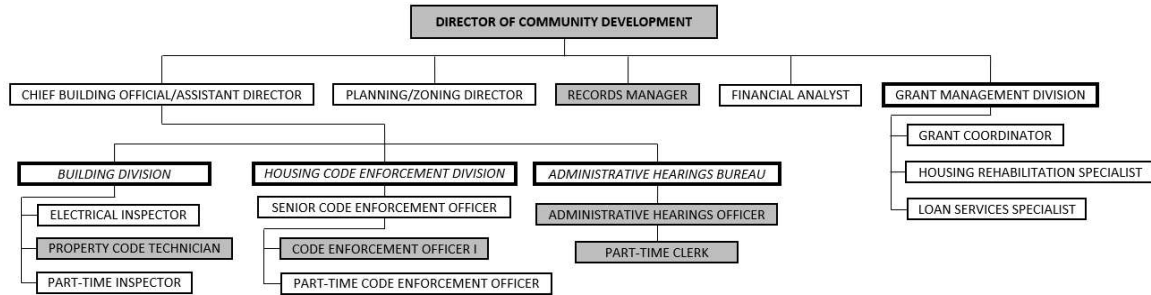 DIRECTOR OF COMMUNITY DEVELOPMENT
CHIEF BUILDING OFFICIAL/ASSISTANT DIRECTOR
PLANNING/ZONING DIRECTOR
RECORDS MANAGER
FINANCIAL ANALYST
GRANT MANAGEMENT DIVISION
GRANT COORDINATOR
HOUSING REHABILITATION SPECIALIST
LOAN SERVICES SPECIALIST
BUILDING DIVISION
ELECTRICAL INSPECTOR
PROPERTY CODE TECHNICIAN
PART-TIME INSPECTOR
HOUSING CODE ENFORCEMENT DIVISION
SENIOR CODE ENFORCEMENT OFFICER
CODE ENFORCEMENT OFFICER I
PART-TIME CODE ENFORCEMENT OFFICER
ADMINISTRATIVE HEARINGS BUREAU
ADMINISTRATIVE HEARINGS OFFICER
PART-TIME CLERK